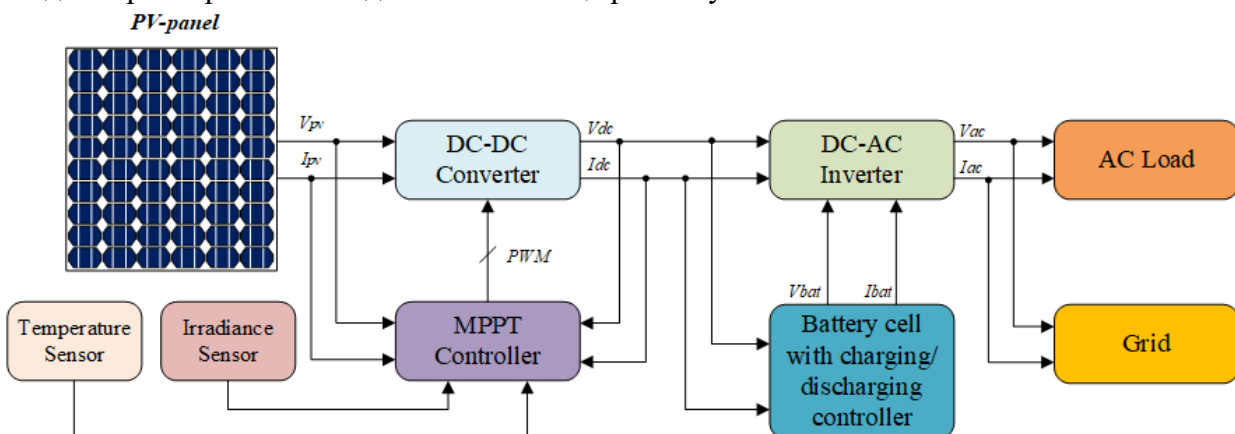 PV-panel
Vpv
Ipv
DC-DC
Converter
Vdc
Idc
DC-AC
Inverter
Vac
Iac
AC Load
PWM
Vbat
Ibat
Temperature
Sensor
Irradiance
Sensor
MPPT
Controller
Battery cell
with charging/
discharging
controller
Grid